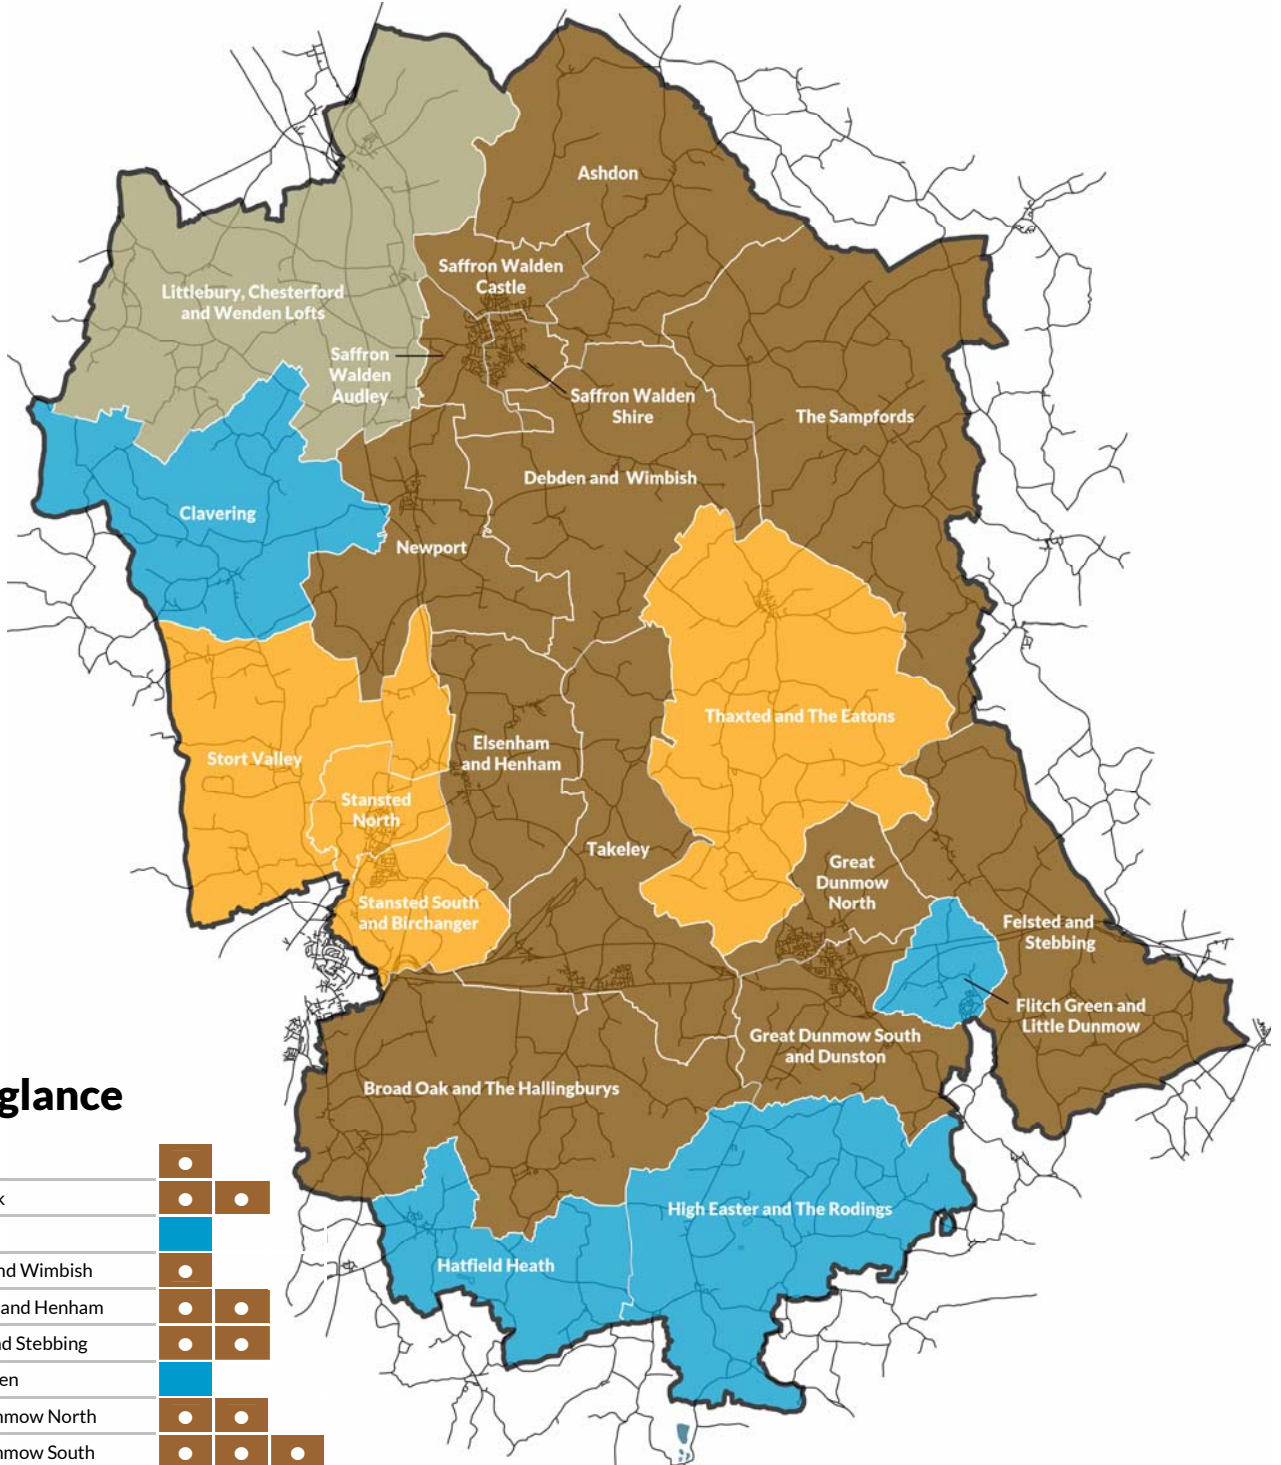 Ashdon
Saffron Walden
Castle
Littlebury, Chesterford
and Wenden Lofts
Saffron
Walden
Audley
Saffron Walden
Shire
The Sampfords
Debden and Wimbish
Clavering
Newport
Thaxted and The Eatons
Elsenham
and Henham
Stort Valley
Stansted
North
Takeley
Great
Dunmow
North
Stansted South
and Birchanger
Felsted and
Stebbing
Flitch Green and
Little Dunmow
Great Dunmow South
and Dunston
Broad Oak and The Hallingburys
High Easter and The Rodings
Hatfield Heath
glance
k
nd Wimbish
and Henham
d Stebbing
en
nmow North
nmow South